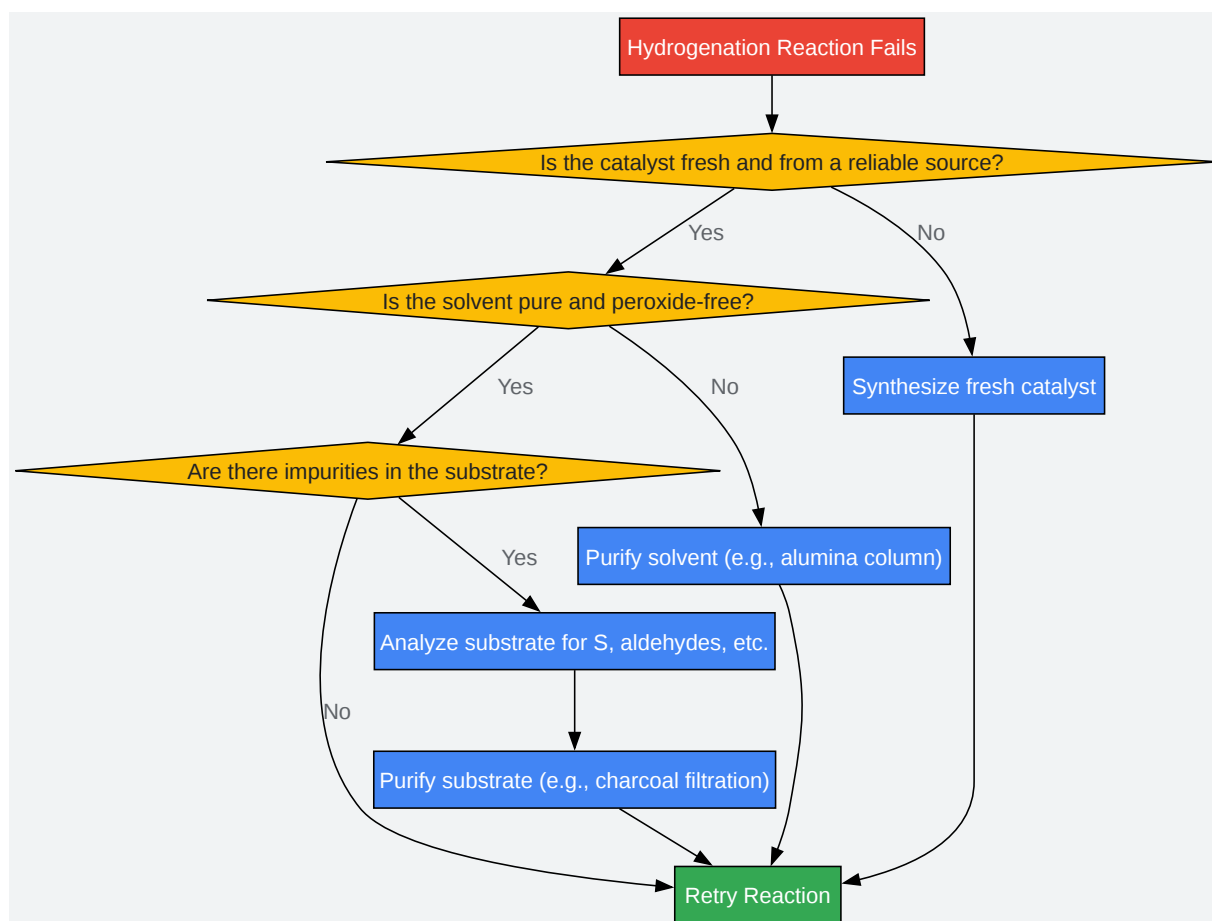 Hydrogenation Reaction Fails
Is the catalyst fresh and from a reliable source?
Yes
No
Is the solvent pure and peroxide-free?
Yes
No
Synthesize fresh catalyst
Are there impurities in the substrate?
Yes
Purify solvent (e.g., alumina column)
Analyze substrate for S, aldehydes, etc.
No
Purify substrate (e.g., charcoal filtration)
Retry Reaction